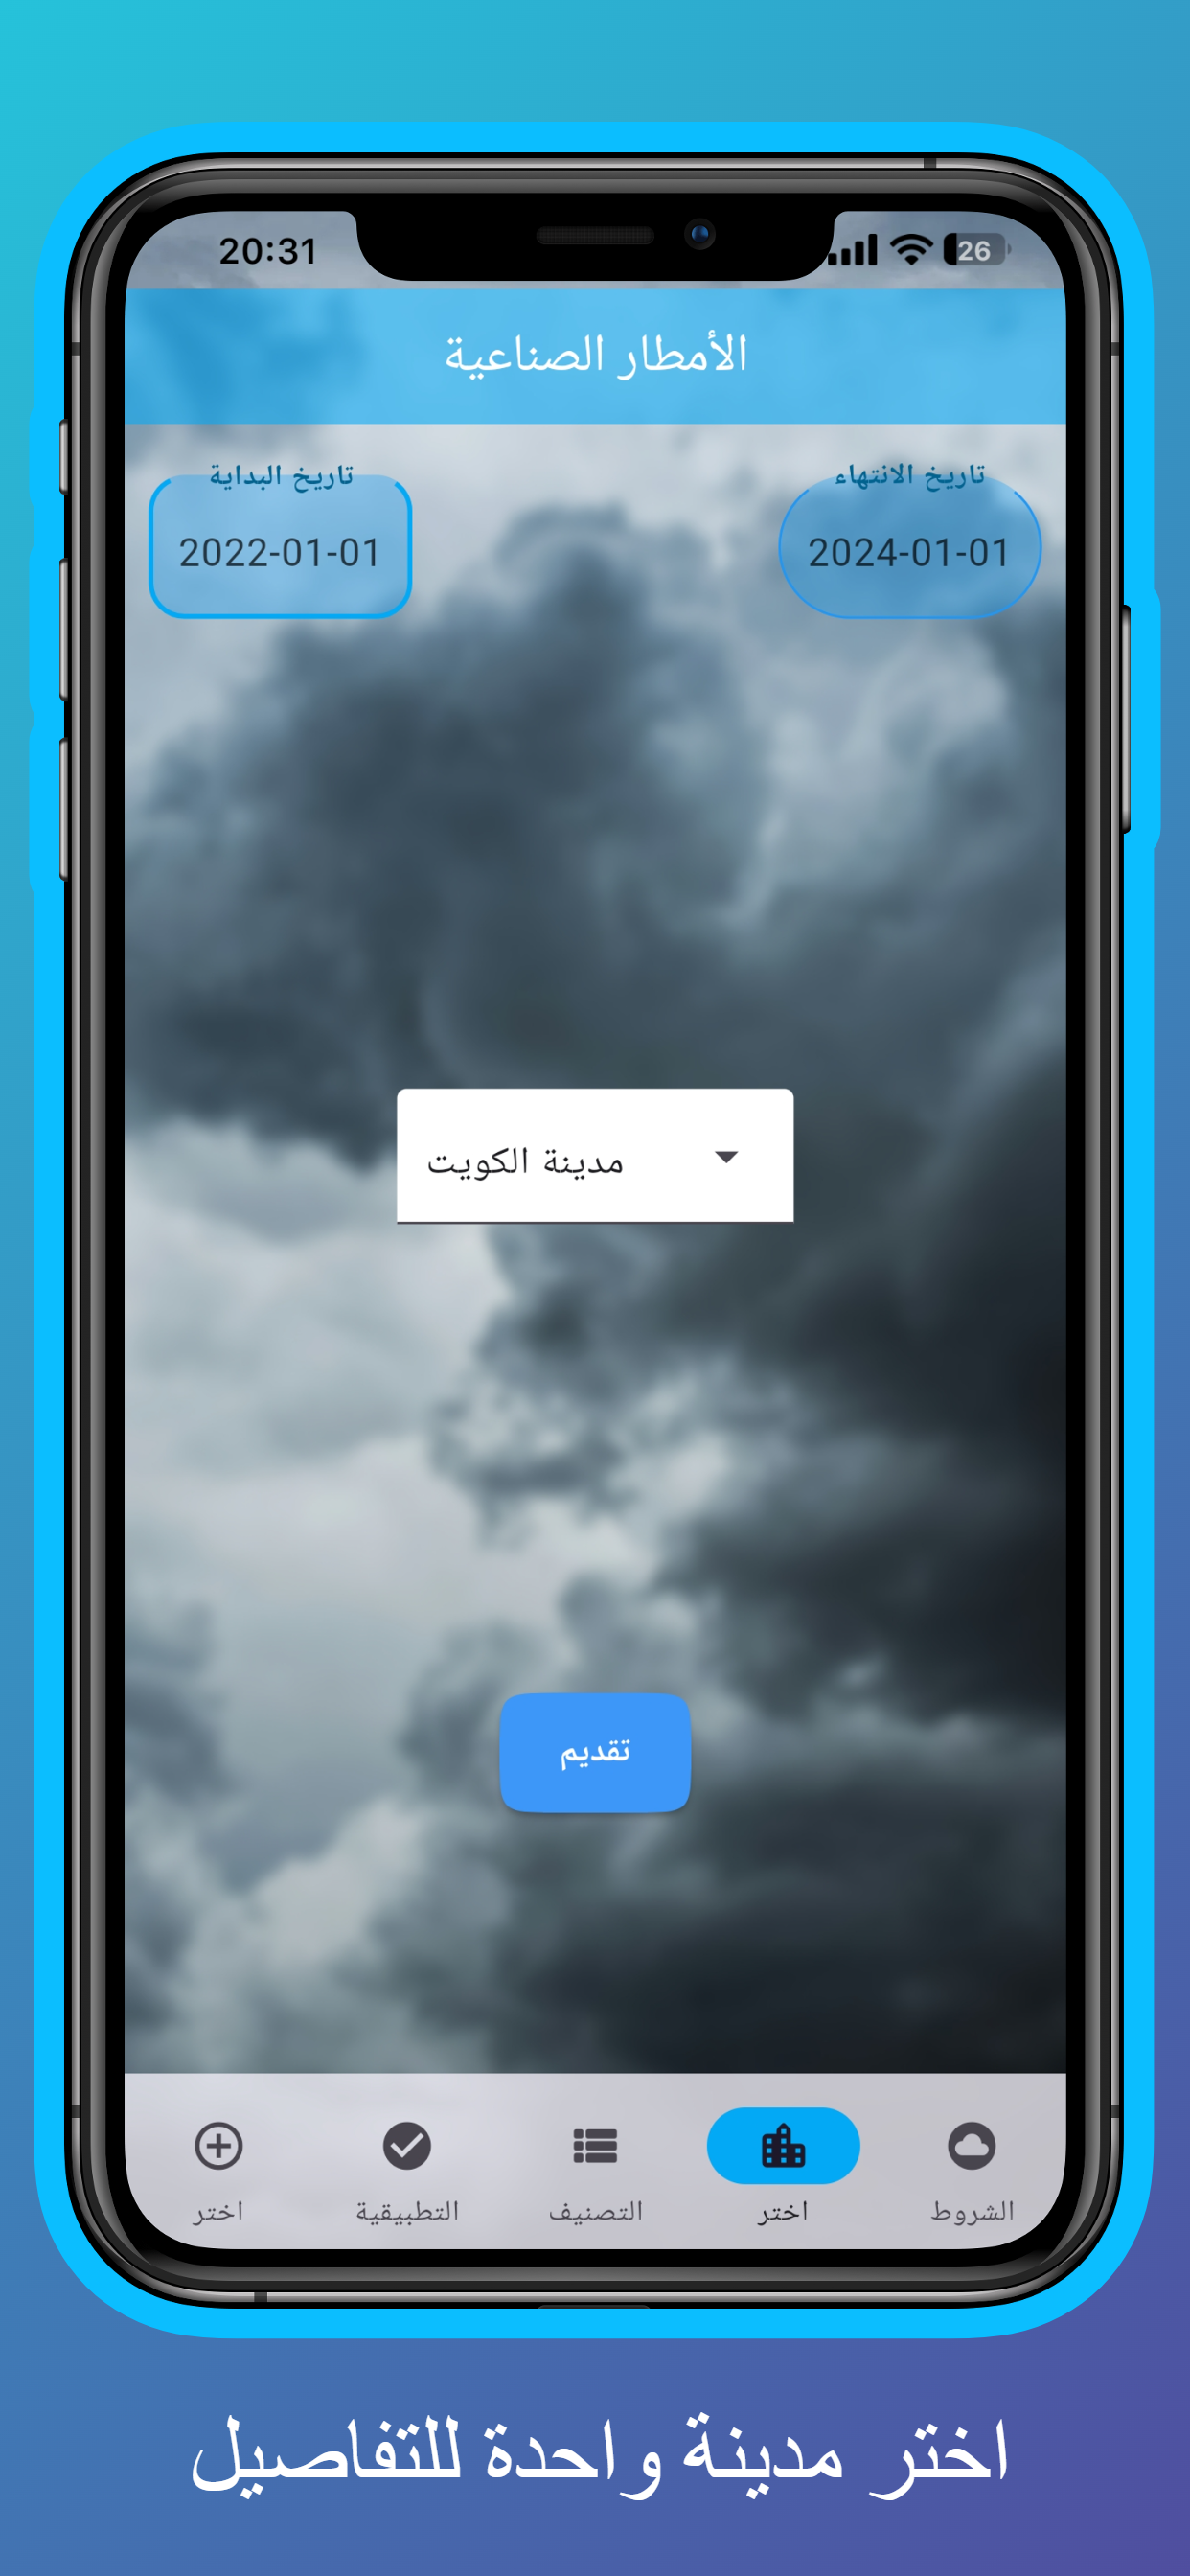 20:31
26
الأمطار الصناعية
تاريخ البداية
تاريخ الانتهاء
2022-01-01
2024-01-01
مدينة الكويت
تقديم
اختر
التطبيقية
التصنيف
اختر
الشروط
اختر مدينة واحدة للتفاصيل